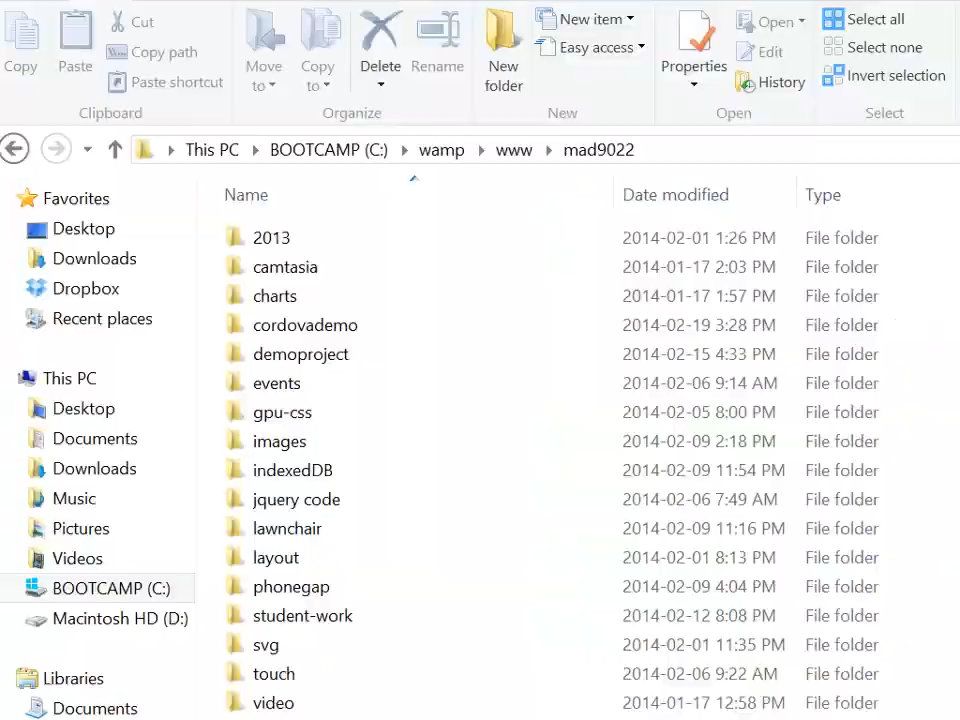 Copy
Paste
Cut
Copy path
Paste shortcut
Clipboard
Move to
Copy to
Delete
Rename
Organize
New folder
New item
Easy access
New
Properties
Open
Edit
History
Open
Select all
Select none
Invert selection
Select
This PC BOOTCAMP (C:) wamp www mad9022
Favorites
Desktop
Downloads
Dropbox
Recent places
This PC
Desktop
Documents
Downloads
Music
Pictures
Videos
BOOTCAMP (C:)
Macintosh HD (D:)
Libraries
Documents
Name Date modified Type
2013 2014-02-01 1:26 PM File folder
camtasia 2014-01-17 2:03 PM File folder
charts 2014-01-17 1:57 PM File folder
cordovademo 2014-02-19 3:28 PM File folder
demoproject 2014-02-15 4:33 PM File folder
events 2014-02-06 9:14 AM File folder
gpu-css 2014-02-05 8:00 PM File folder
images 2014-02-09 2:18 PM File folder
indexedDB 2014-02-09 11:54 PM File folder
jquery code 2014-02-06 7:49 AM File folder
lawnchair 2014-02-09 11:16 PM File folder
layout 2014-02-01 8:13 PM File folder
phonegap 2014-02-09 4:04 PM File folder
student-work 2014-02-12 8:08 PM File folder
svg 2014-02-01 11:35 PM File folder
touch 2014-02-06 9:22 AM File folder
video 2014-01-17 12:58 PM File folder